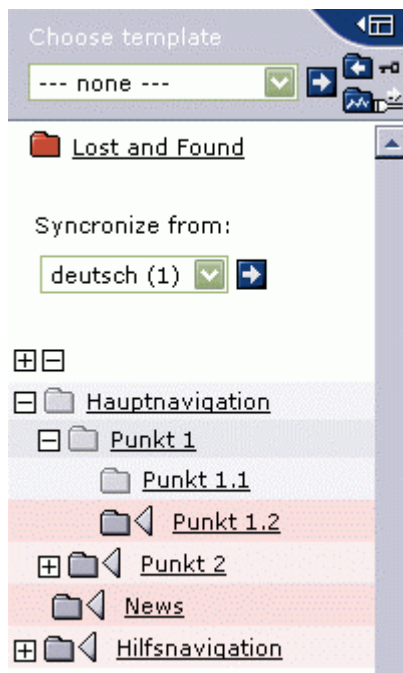 Choose template
--- none ---
Lost and Found
Syncronize from:
deutsch (1)
Hauptnavigation
Punkt 1
Punkt 1.1
Punkt 1.2
Punkt 2
News
Hilfsnavigation